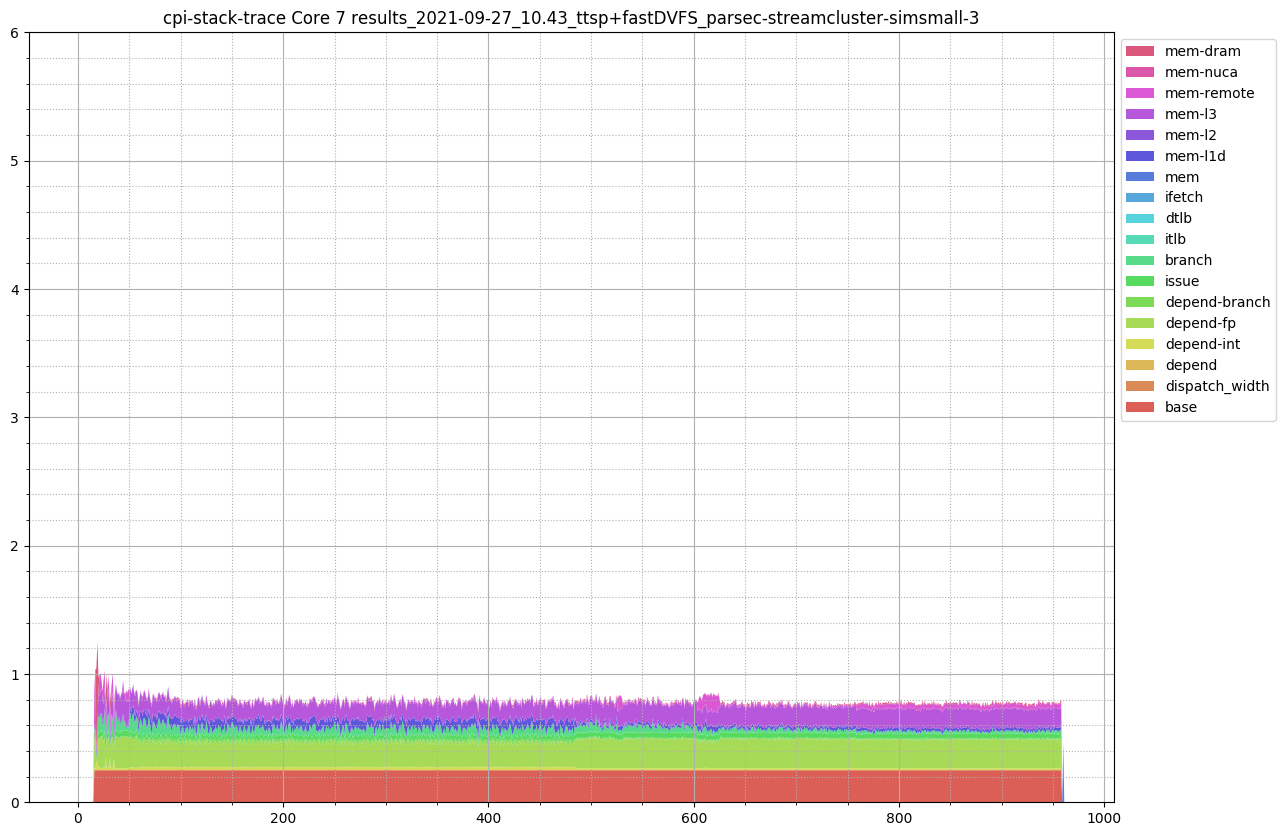 cpi-stack-trace Core 7 results_2021-09-27_10.43_ttsp+fastDVFS_parsec-streamcluster-simsmall-3
6
5
4
3
2
1
0
0 200 400 600 800 1000
mem-dram
mem-nuca
mem-remote
mem-l3
mem-l2
mem-l1d
mem
ifetch
dtlb
itlb
branch
issue
depend-branch
depend-fp
depend-int
depend
dispatch_width
base